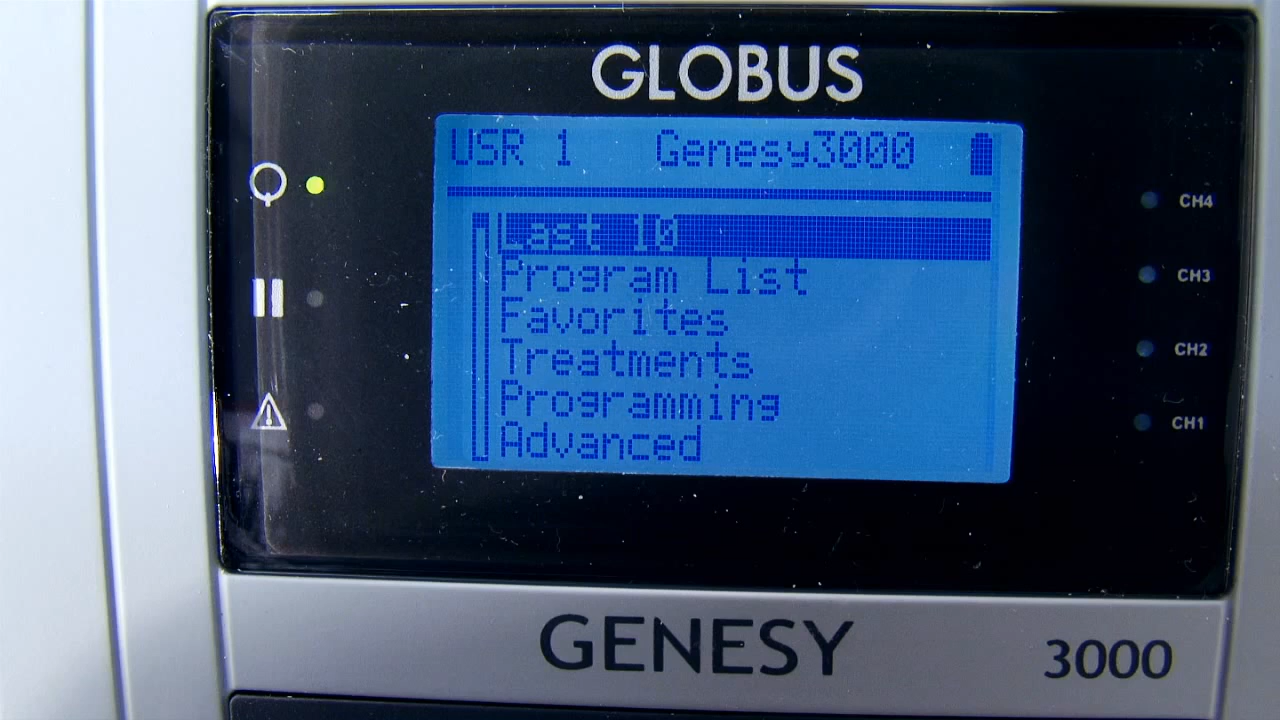 GLOBUS
USR 1 Genesy3000
Last 10
Program List
Favorites
Treatments
Programming
Advanced
CH4
CH3
CH2
CH1
GENESY 3000